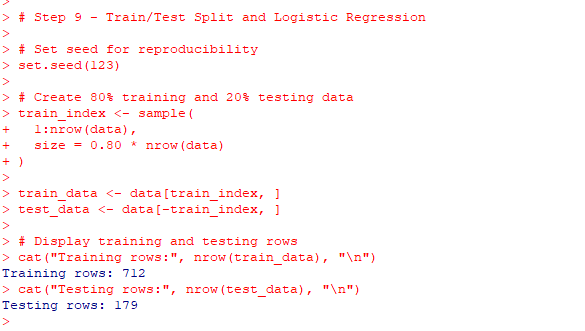 >
> # Step 9 - Train/Test Split and Logistic Regression
>
> # Set seed for reproducibility
> set.seed(123)
>
> # Create 80% training and 20% testing data
> train_index <- sample(
+   1:nrow(data),
+   size = 0.80 * nrow(data)
+ )
>
> train_data <- data[train_index, ]
> test_data <- data[-train_index, ]
>
> # Display training and testing rows
> cat("Training rows:", nrow(train_data), "\n")
Training rows: 712
> cat("Testing rows:", nrow(test_data), "\n")
Testing rows: 179
>